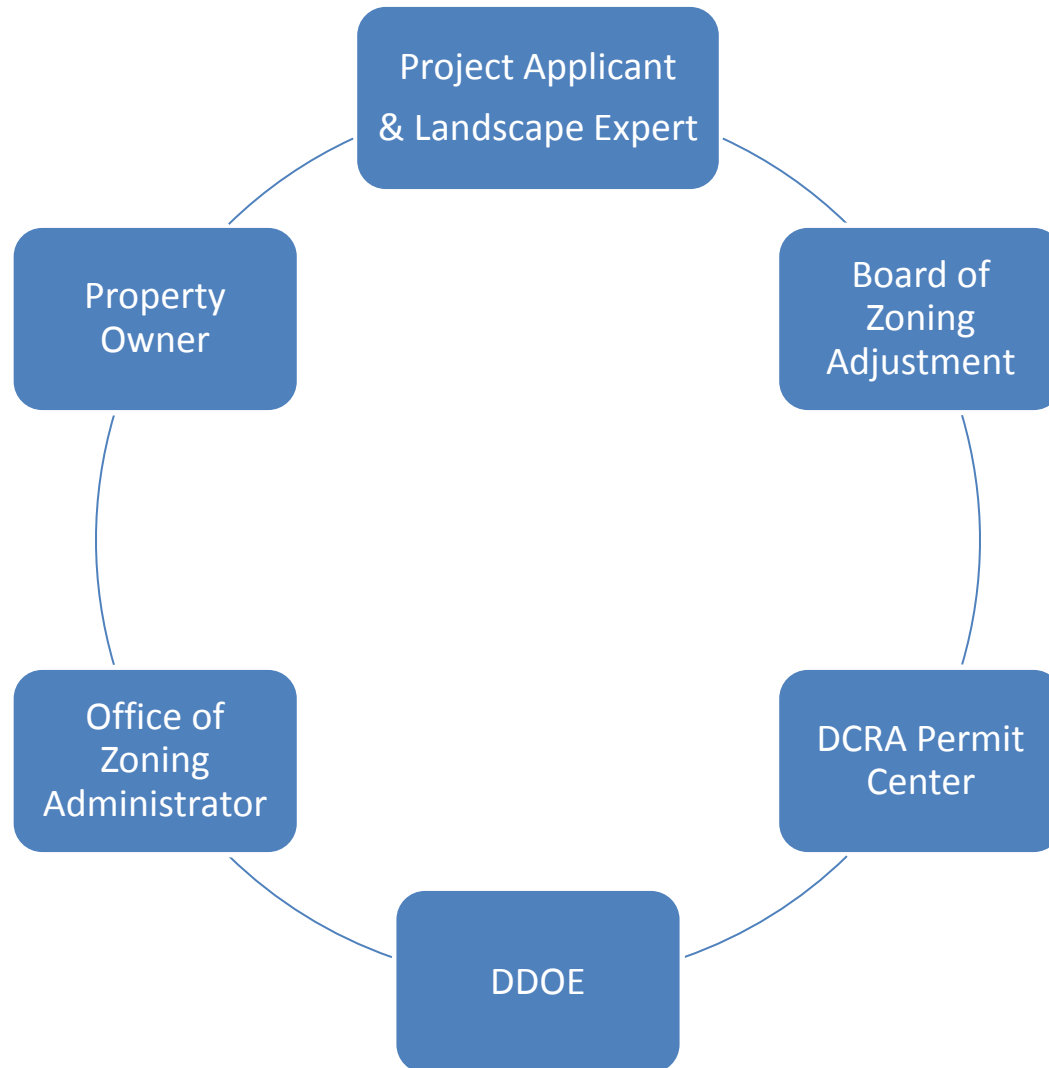 Project Applicant
& Landscape Expert
Property
Owner
Board of
Zoning
Adjustment
Office of
Zoning
Administrator
DCRA Permit
Center
DDOE